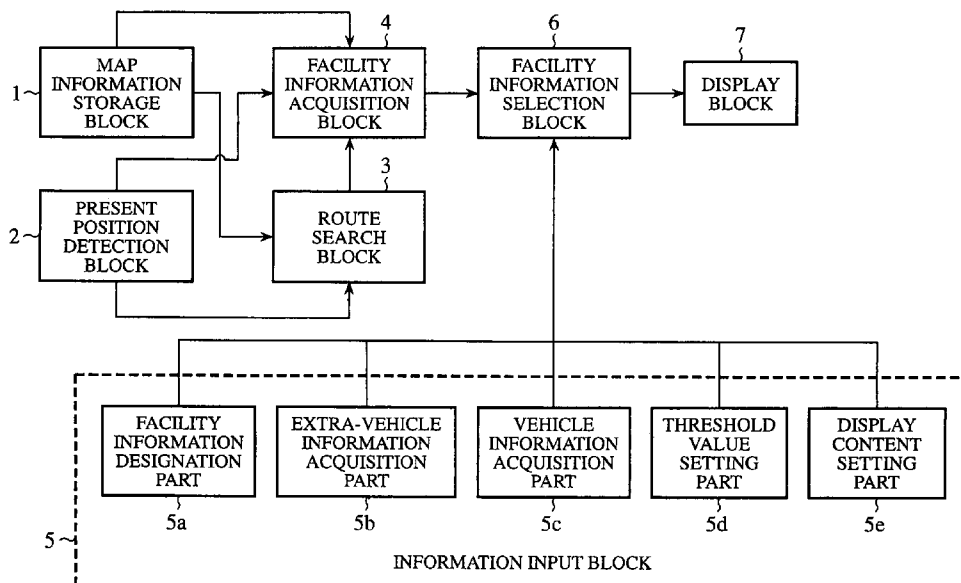 4
6
7
MAP
INFORMATION
STORAGE
BLOCK
1
FACILITY
INFORMATION
ACQUISITION
BLOCK
FACILITY
INFORMATION
SELECTION
BLOCK
DISPLAY
BLOCK
3
PRESENT
POSITION
DETECTION
BLOCK
2
ROUTE
SEARCH
BLOCK
FACILITY
INFORMATION
DESIGNATION
PART
EXTRA-VEHICLE
INFORMATION
ACQUISITION PART
VEHICLE
INFORMATION
ACQUISITION
PART
THRESHOLD
VALUE
SETTING
PART
DISPLAY
CONTENT
SETTING
PART
5a
5b
5c
5d
5e
5
INFORMATION INPUT BLOCK